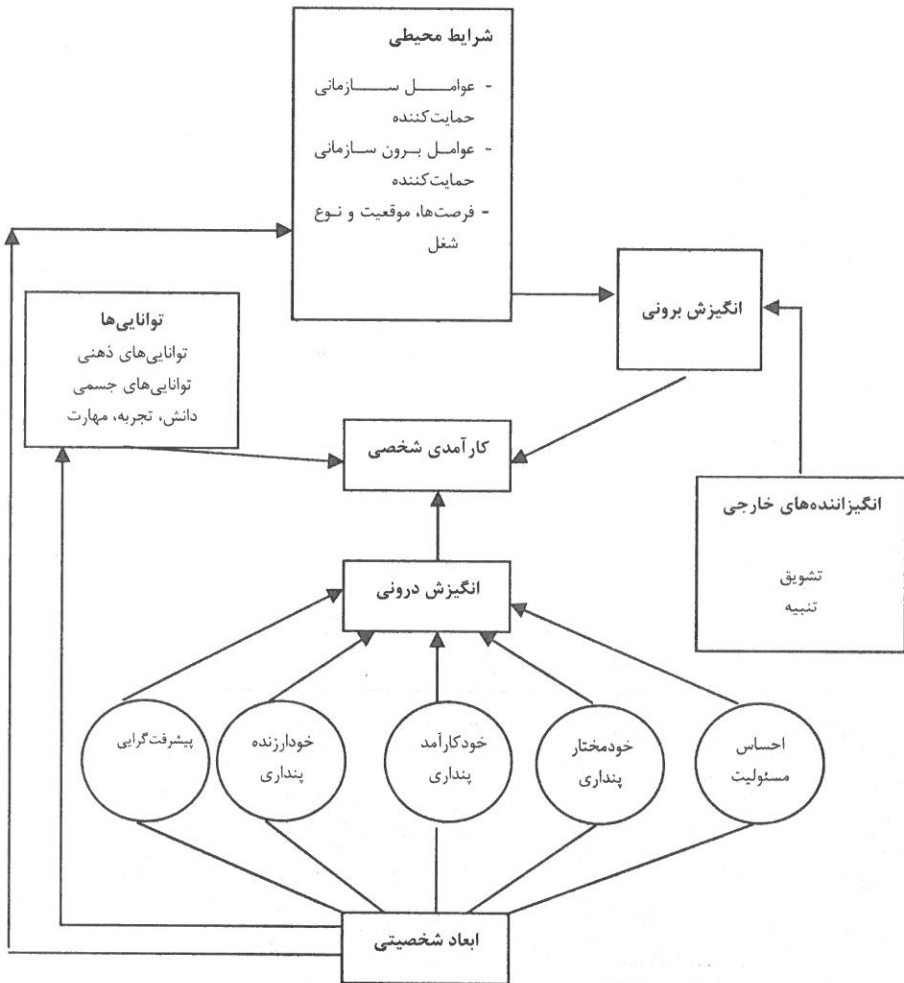 شرایط محیطی
- عوامل سازمانی
حمایت‌کننده
- عوامل برون سازمانی
حمایت‌کننده
- فرصت‌ها، موقعیت و نوع
شغل
انگیزش برونی
توانایی‌ها
توانایی‌های ذهنی
توانایی‌های جسمی
دانش، تجربه، مهارت
کارآمدی شخصی
انگیزاننده‌های خارجی
تشویق
تنبیه
انگیزش درونی
احساس
مسئولیت
خودمختار
پنداری
خودکارآمد
پنداری
خودارزنده
پنداری
پیشرفت‌گرایی
ابعاد شخصیتی